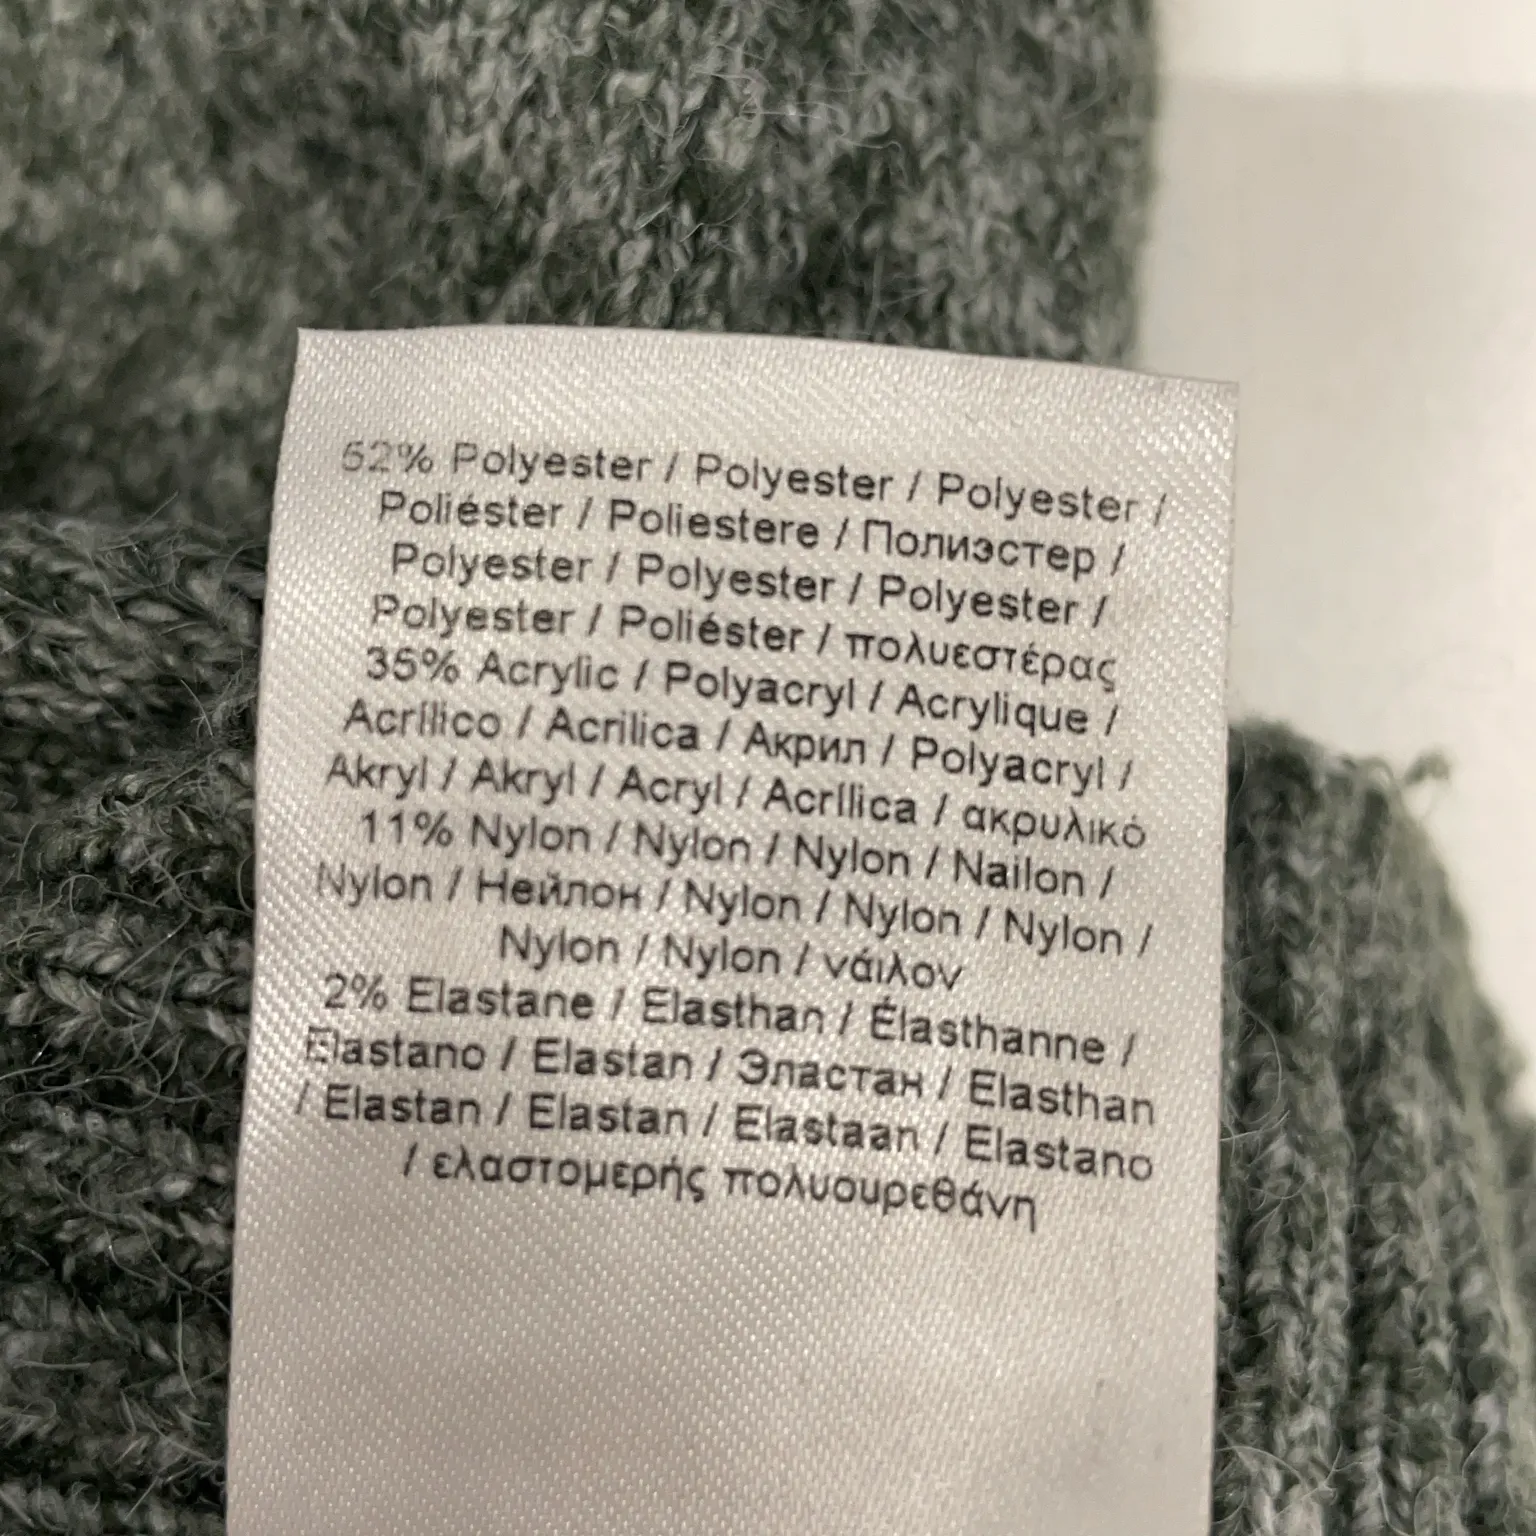 52% Polyester / Polyester / Polyester /
Poliéster / Poliestere / Полиэстер /
Polyester / Polyester / Polyester /
Polyester / Poliéster / πολυεστέρας
35% Acrylic / Polyacryl / Acrylique /
Acrílico / Acrilica / Акрил / Polyacryl /
Akryl / Akryl / Acryl / Acrílica / ακρυλικό
11% Nylon / Nylon / Nylon / Nailon /
Nylon / Нейлон / Nylon / Nylon / Nylon /
Nylon / Nylon / νάιλον
2% Elastane / Elasthan / Élasthanne /
Elastano / Elastan / Эластан / Elasthan
/ Elastan / Elastan / Elastaan / Elastano
/ ελαστομερής πολυουρεθάνη